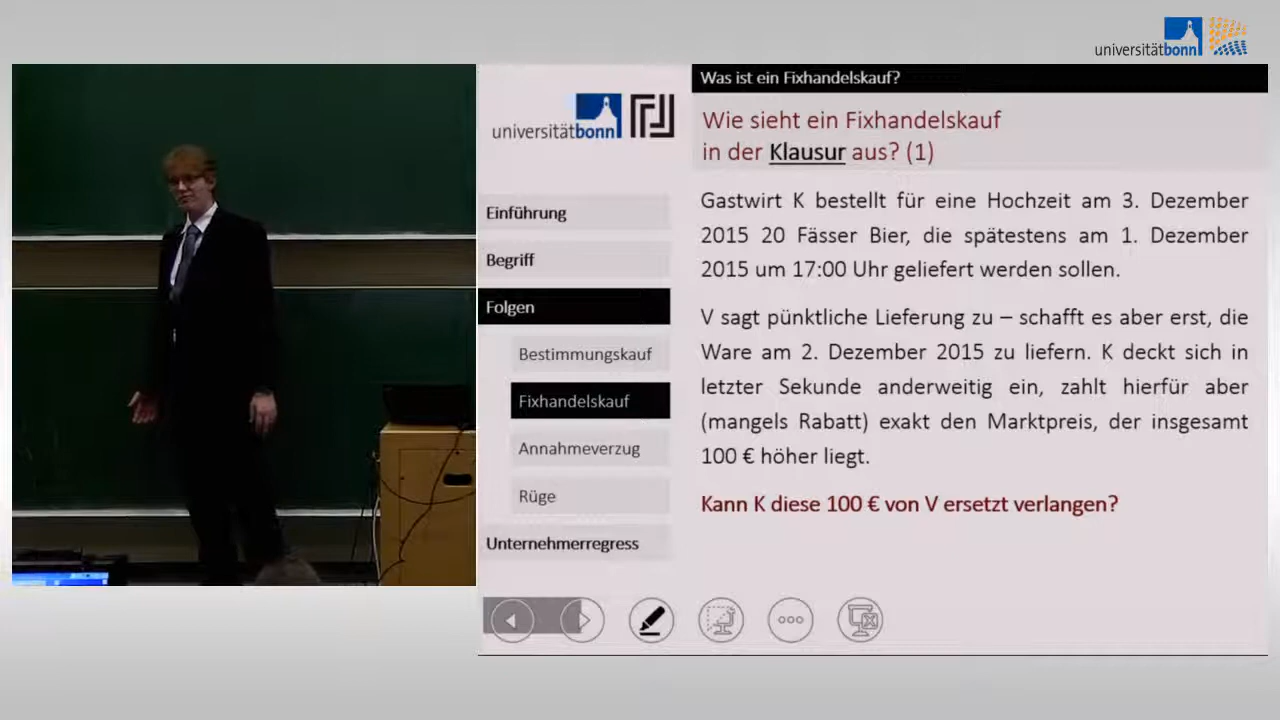 universitätbonn
Was ist ein Fixhandelskauf?
universitätbonn
Wie sieht ein Fixhandelskauf
in der Klausur aus? (1)
Einführung
Begriff
Folgen
Bestimmungskauf
Fixhandelskauf
Annahmeverzug
Rüge
Unternehmerregress
Gastwirt K bestellt für eine Hochzeit am 3. Dezember
2015 20 Fässer Bier, die spätestens am 1. Dezember
2015 um 17:00 Uhr geliefert werden sollen.
V sagt pünktliche Lieferung zu – schafft es aber erst, die
Ware am 2. Dezember 2015 zu liefern. K deckt sich in
letzter Sekunde anderweitig ein, zahlt hierfür aber
(mangels Rabatt) exakt den Marktpreis, der insgesamt
100 € höher liegt.
Kann K diese 100 € von V ersetzt verlangen?